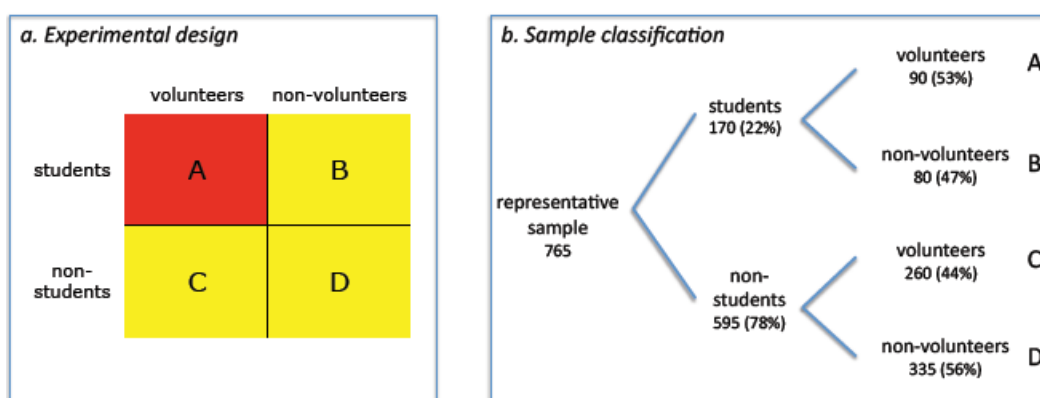 a. Experimental design
volunteers non-volunteers
students
A
B
non-
students
C
D
b. Sample classification
representative
sample
765
students
170 (22%)
non-
students
595 (78%)
volunteers
90 (53%)
A
non-volunteers
80 (47%)
B
volunteers
260 (44%)
C
non-volunteers
335 (56%)
D